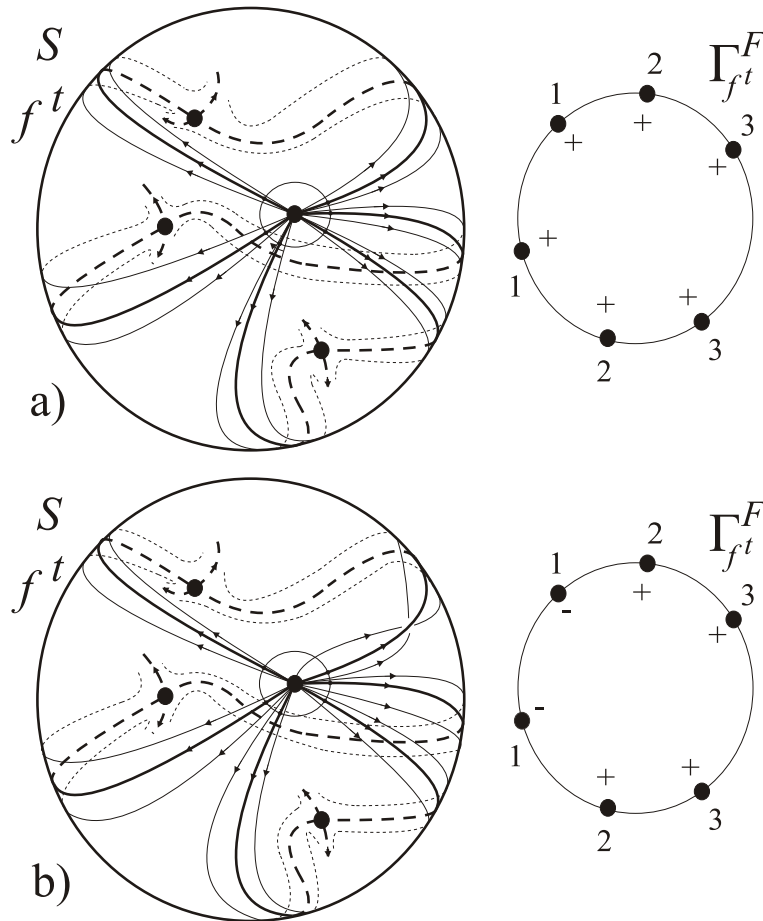 S
f^t
a)
Γ^F_{f^t}
1 2 3
+ + +
+ + +
1 2 3
S
f^t
b)
Γ^F_{f^t}
1 2 3
- + +
- + +
1 2 3